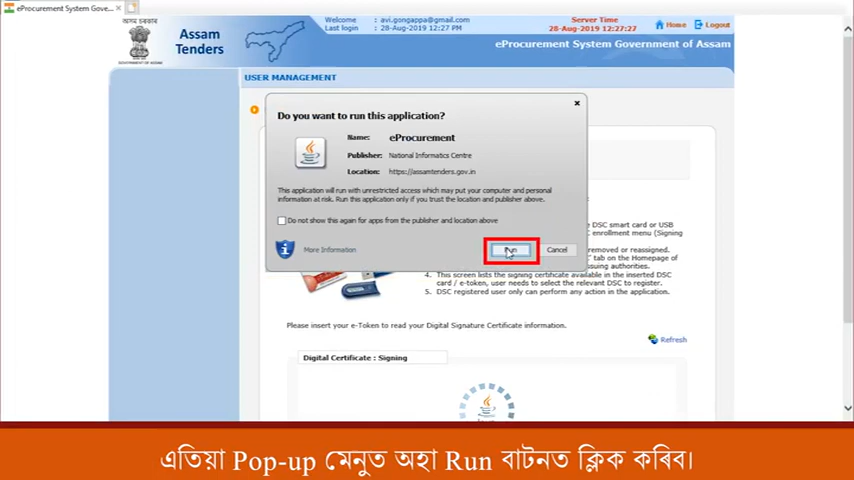 eProcurement System Gove...
অসম চৰকাৰ
GOVERNMENT OF ASSAM
Assam
Tenders
Welcome : avi.gongappa@gmail.com
Last login : 28-Aug-2019 12:27 PM
Server Time
28-Aug-2019 12:27:27
Home
Logout
eProcurement System Government of Assam
USER MANAGEMENT
Do you want to run this application?
Name: eProcurement
Publisher: National Informatics Centre
Location: https://assamtenders.gov.in
This application will run with unrestricted access which may put your computer and personal
information at risk. Run this application only if you trust the location and publisher above.
Do not show this again for apps from the publisher and location above
More Information
Cancel
e DSC smart card or USB
C enrollment menu (Signing
removed or reassigned.
" tab on the Homepage of
ssuing authorities.
4. This screen lists the signing certificate available in the inserted DSC
card / e-token, user needs to select the relevant DSC to register.
5. DSC registered user only can perform any action in the application.
Please insert your e-Token to read your Digital Signature Certificate information.
Refresh
Digital Certificate : Signing
এতিয়া Pop-up মেনুত অহা Run বাটনত ক্লিক কৰিব।